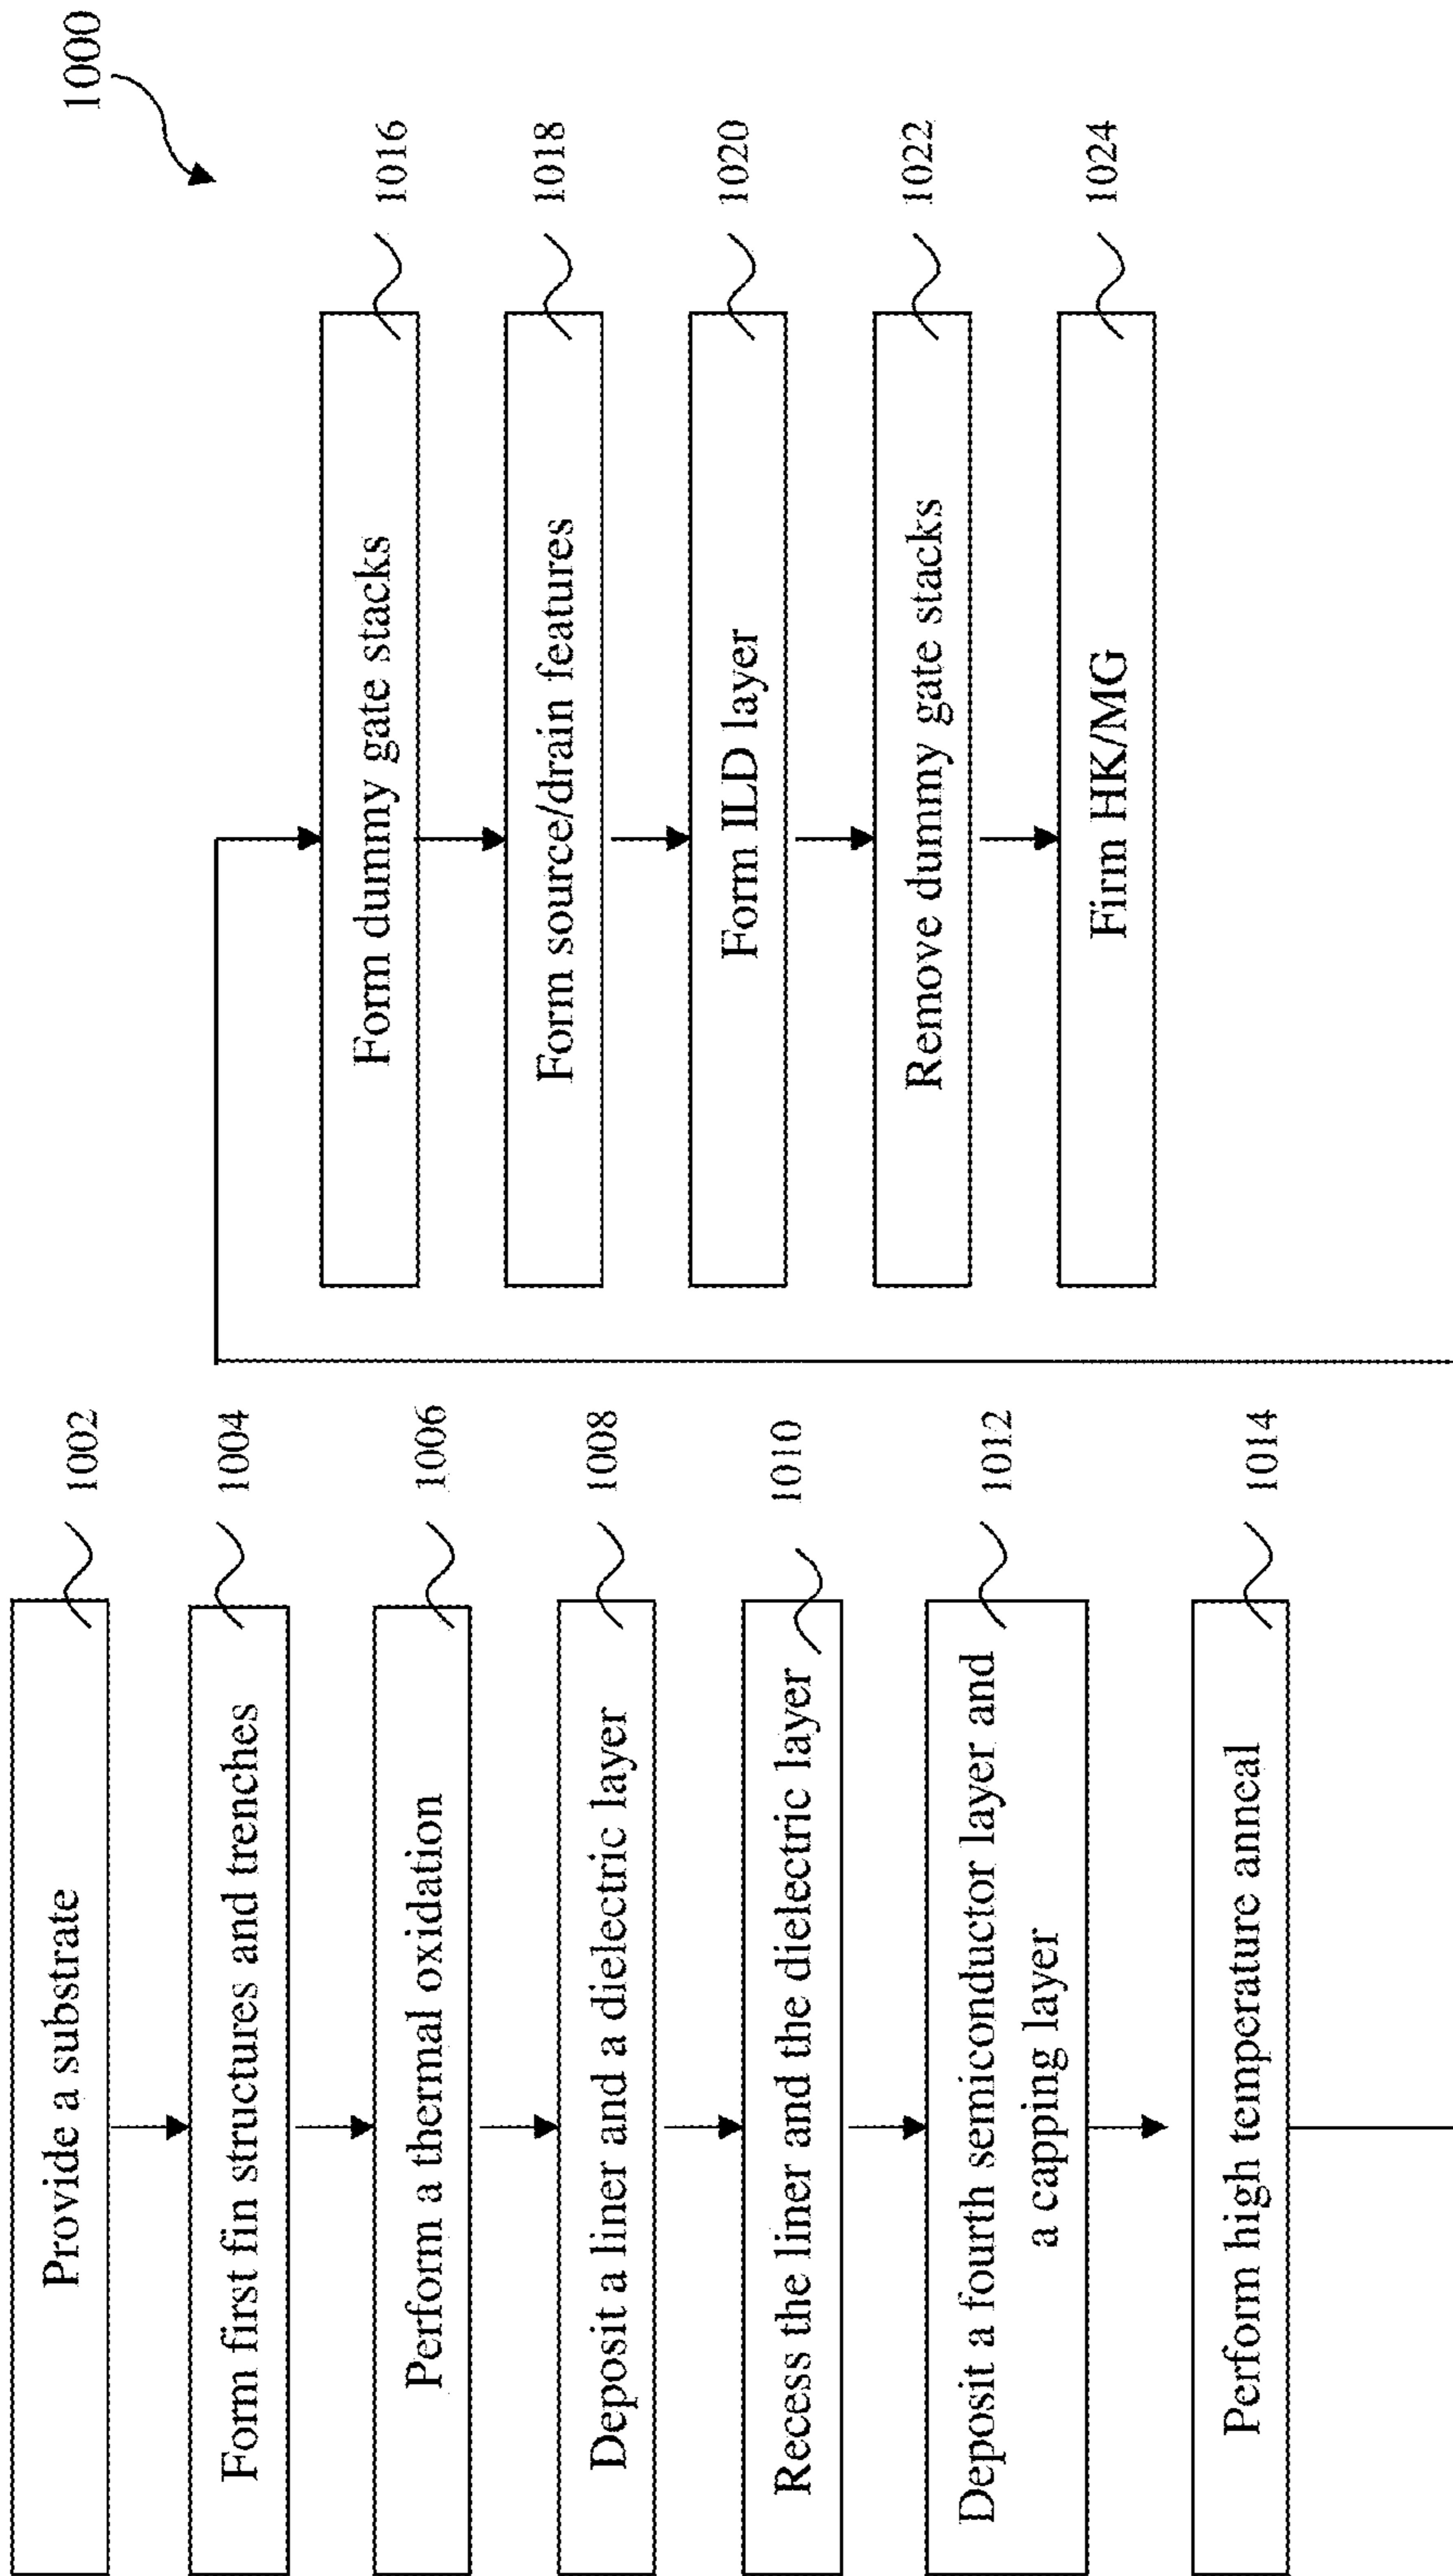 1000
Provide a substrate
1002
Form first fin structures and trenches
1004
Perform a thermal oxidation
1006
Deposit a liner and a dielectric layer
1008
Recess the liner and the dielectric layer
1010
Deposit a fourth semiconductor layer and
a capping layer
1012
Perform high temperature anneal
1014
Form dummy gate stacks
1016
Form source/drain features
1018
Form ILD layer
1020
Remove dummy gate stacks
1022
Firm HK/MG
1024